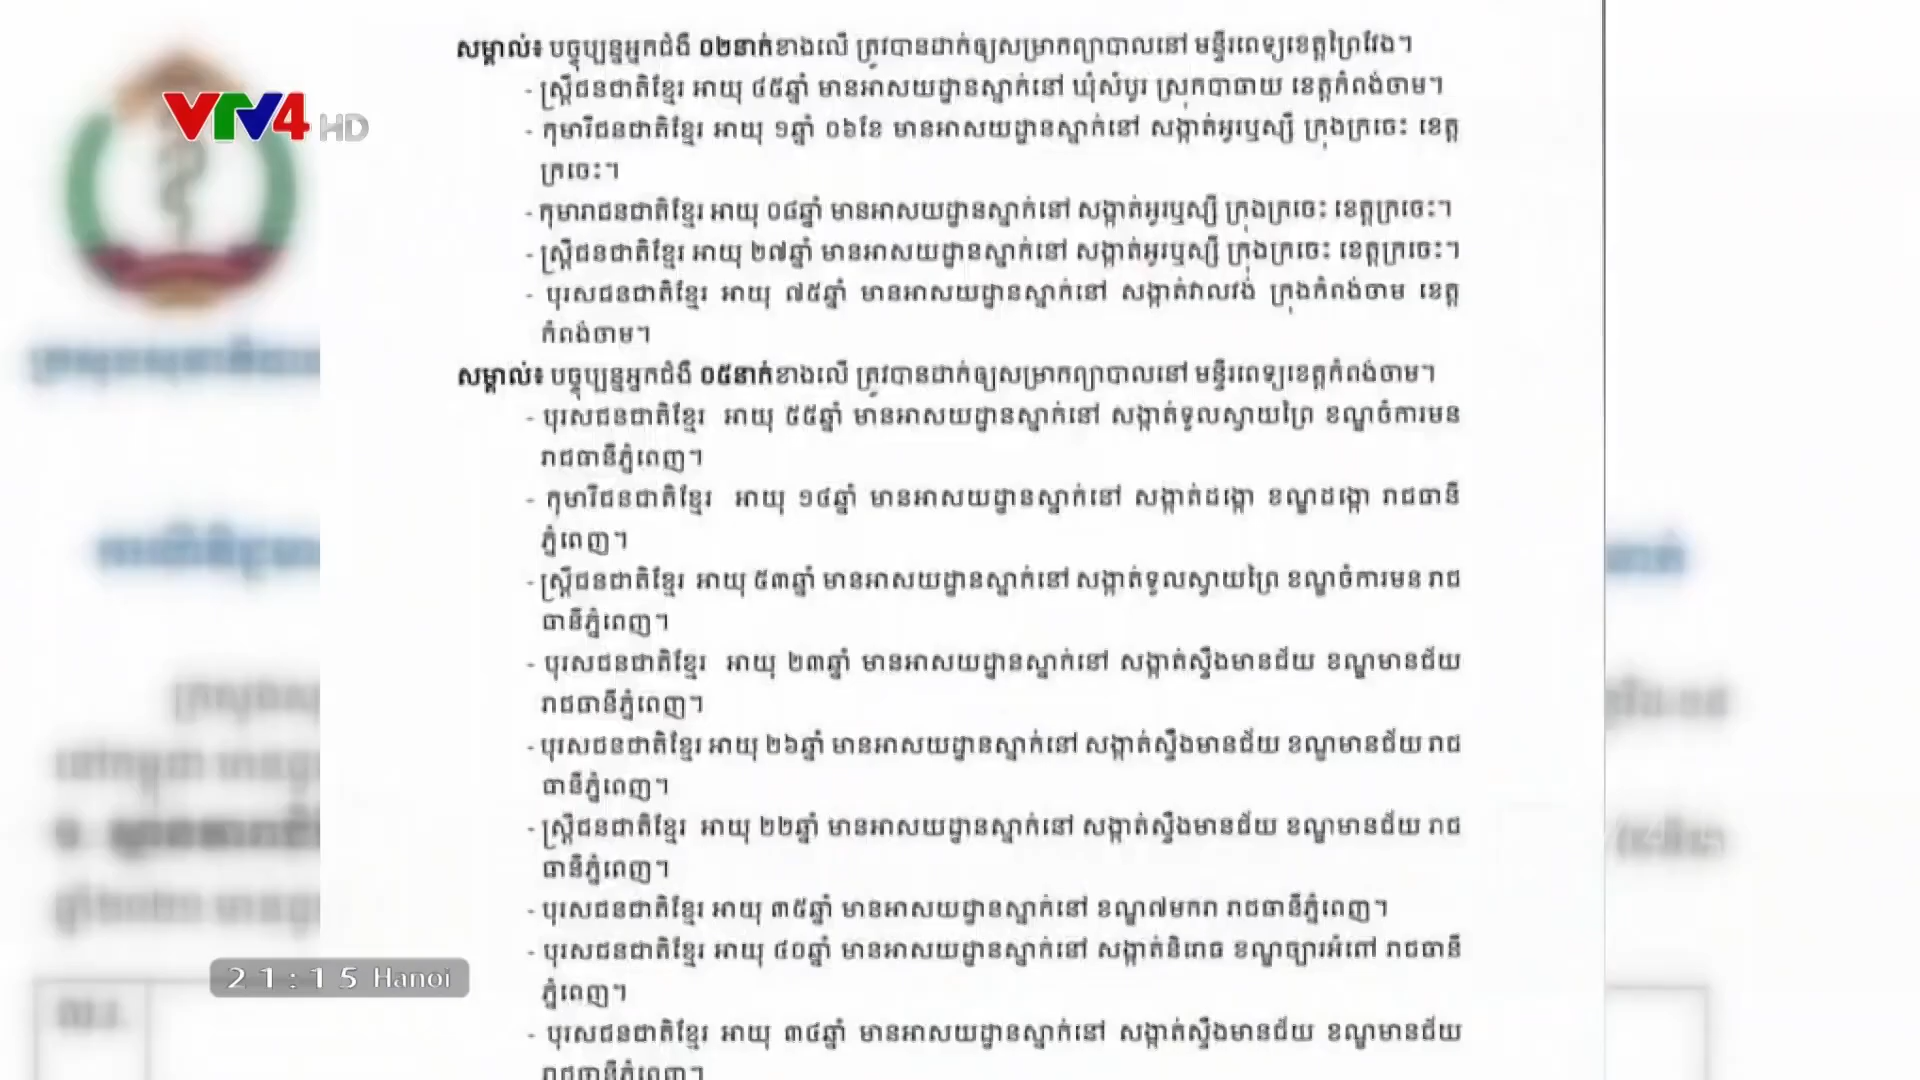 VTV4 HD
សម្គាល់៖ បច្ចុប្បន្នអ្នកជំងឺ ០២នាក់ខាងលើ ត្រូវបានដាក់ឲ្យសម្រាកព្យាបាលនៅ មន្ទីរពេទ្យខេត្តព្រៃវែង។
- ស្ត្រីជនជាតិខ្មែរ អាយុ ៨៥ឆ្នាំ មានអាសយដ្ឋានស្នាក់នៅ ឃុំសំបូរ ស្រុកបាធាយ ខេត្តកំពង់ចាម។
- កុមារីជនជាតិខ្មែរ អាយុ ១ឆ្នាំ ០៦ខែ មានអាសយដ្ឋានស្នាក់នៅ សង្កាត់អូរឬស្សី ក្រុងក្រចេះ ខេត្ត
ក្រចេះ។
- កុមារាជនជាតិខ្មែរ អាយុ ០៨ឆ្នាំ មានអាសយដ្ឋានស្នាក់នៅ សង្កាត់អូរឬស្សី ក្រុងក្រចេះ ខេត្តក្រចេះ។
- ស្ត្រីជនជាតិខ្មែរ អាយុ ២៧ឆ្នាំ មានអាសយដ្ឋានស្នាក់នៅ សង្កាត់អូរឬស្សី ក្រុងក្រចេះ ខេត្តក្រចេះ។
- បុរសជនជាតិខ្មែរ អាយុ ៧៥ឆ្នាំ មានអាសយដ្ឋានស្នាក់នៅ សង្កាត់វាលវង់ ក្រុងកំពង់ចាម ខេត្ត
កំពង់ចាម។
សម្គាល់៖ បច្ចុប្បន្នអ្នកជំងឺ ០៥នាក់ខាងលើ ត្រូវបានដាក់ឲ្យសម្រាកព្យាបាលនៅ មន្ទីរពេទ្យខេត្តកំពង់ចាម។
- បុរសជនជាតិខ្មែរ អាយុ ៥៥ឆ្នាំ មានអាសយដ្ឋានស្នាក់នៅ សង្កាត់ទូលស្វាយព្រៃ ខណ្ឌចំការមន
រាជធានីភ្នំពេញ។
- កុមារីជនជាតិខ្មែរ អាយុ ១៤ឆ្នាំ មានអាសយដ្ឋានស្នាក់នៅ សង្កាត់ដង្កោ ខណ្ឌដង្កោ រាជធានី
ភ្នំពេញ។
- ស្ត្រីជនជាតិខ្មែរ អាយុ ៥៣ឆ្នាំ មានអាសយដ្ឋានស្នាក់នៅ សង្កាត់ទូលស្វាយព្រៃ ខណ្ឌចំការមន រាជ
ធានីភ្នំពេញ។
- បុរសជនជាតិខ្មែរ អាយុ ២៣ឆ្នាំ មានអាសយដ្ឋានស្នាក់នៅ សង្កាត់ស្ទឹងមានជ័យ ខណ្ឌមានជ័យ
រាជធានីភ្នំពេញ។
- បុរសជនជាតិខ្មែរ អាយុ ២៦ឆ្នាំ មានអាសយដ្ឋានស្នាក់នៅ សង្កាត់ស្ទឹងមានជ័យ ខណ្ឌមានជ័យ រាជ
ធានីភ្នំពេញ។
- ស្ត្រីជនជាតិខ្មែរ អាយុ ២២ឆ្នាំ មានអាសយដ្ឋានស្នាក់នៅ សង្កាត់ស្ទឹងមានជ័យ ខណ្ឌមានជ័យ រាជ
ធានីភ្នំពេញ។
- បុរសជនជាតិខ្មែរ អាយុ ៣៥ឆ្នាំ មានអាសយដ្ឋានស្នាក់នៅ ខណ្ឌ៧មករា រាជធានីភ្នំពេញ។
- បុរសជនជាតិខ្មែរ អាយុ ៤០ឆ្នាំ មានអាសយដ្ឋានស្នាក់នៅ សង្កាត់និរោធ ខណ្ឌច្បារអំពៅ រាជធានី
ភ្នំពេញ។
- បុរសជនជាតិខ្មែរ អាយុ ៣៤ឆ្នាំ មានអាសយដ្ឋានស្នាក់នៅ សង្កាត់ស្ទឹងមានជ័យ ខណ្ឌមានជ័យ
រាជធានីភ្នំពេញ។
21:15 Hanoi